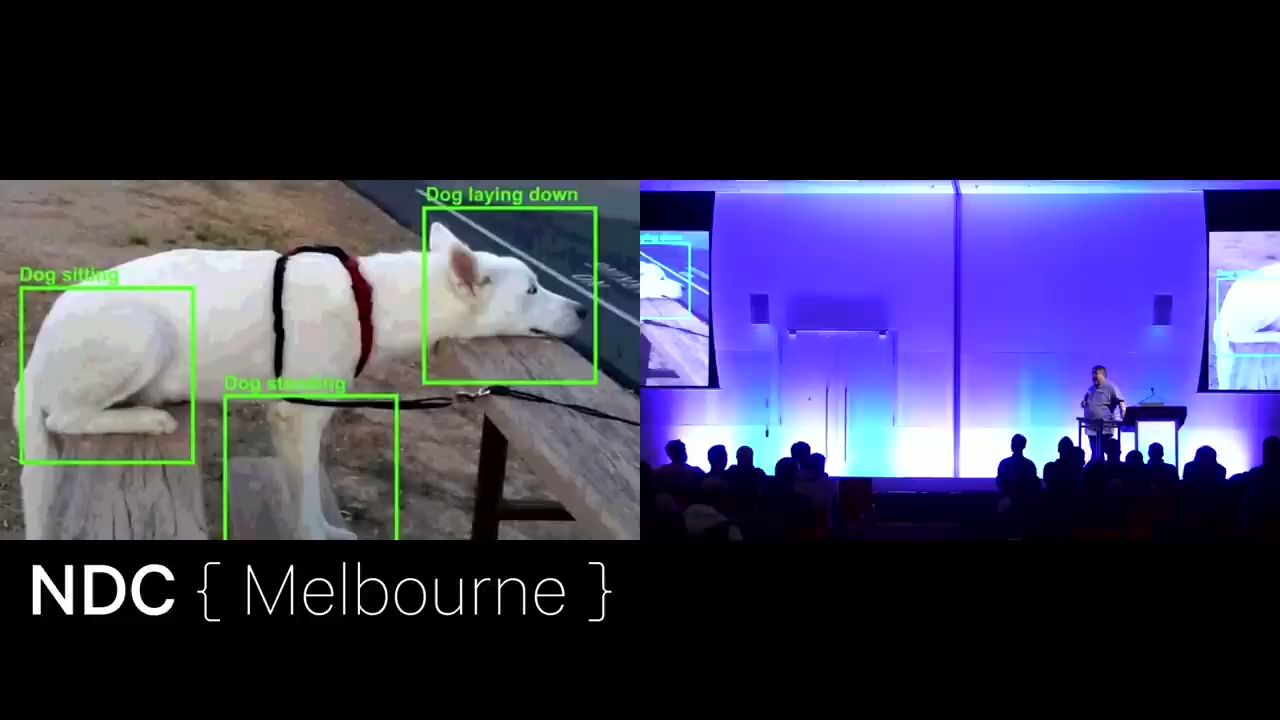 Dog laying down
Dog sitting
Dog standing
NDC { Melbourne }